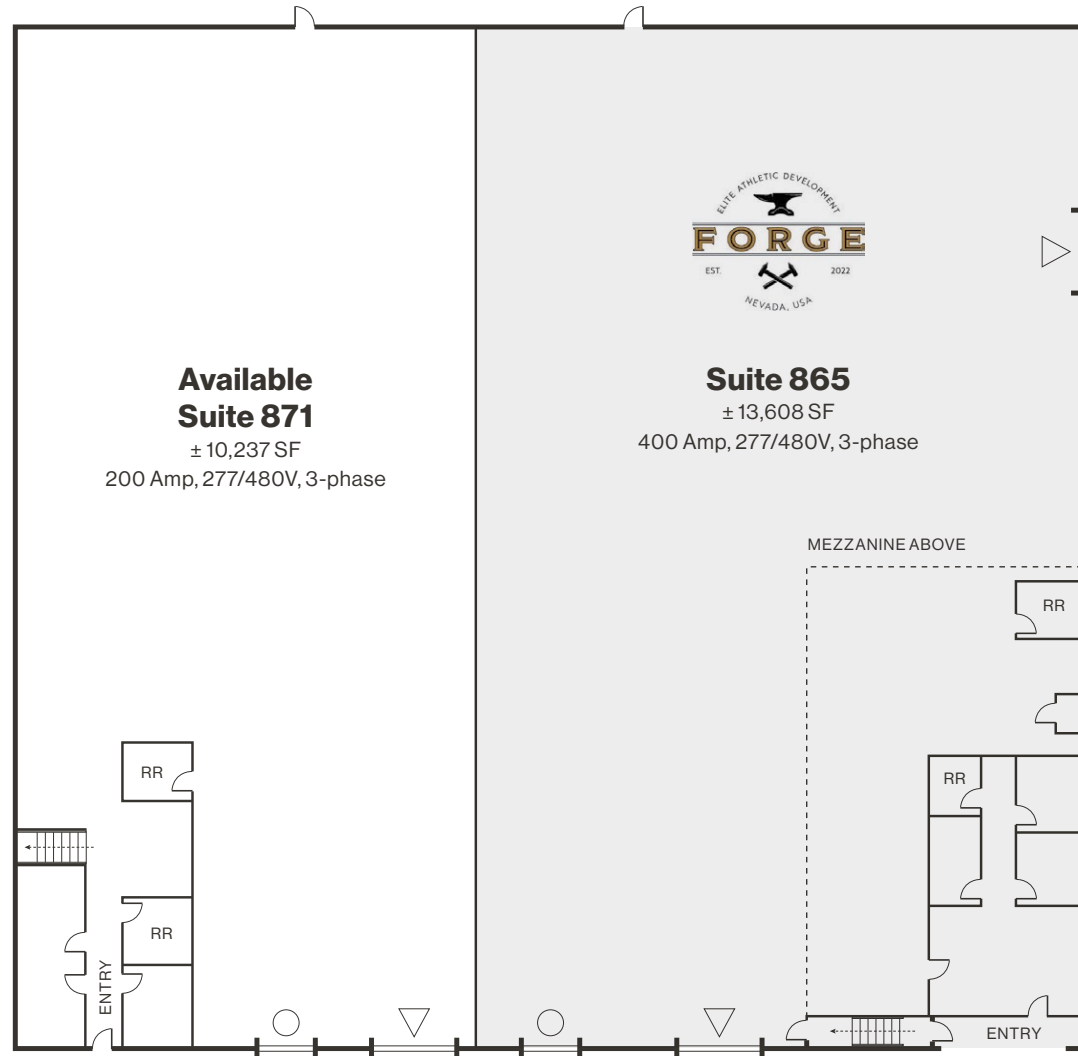 Available
Suite 871
± 10,237 SF
200 Amp, 277/480V, 3-phase
RR
RR
ENTRY
ELITE ATHLETIC DEVELOPMENT
FORGE
EST. 2022
NEVADA, USA
Suite 865
± 13,608 SF
400 Amp, 277/480V, 3-phase
MEZZANINE ABOVE
RR
RR
ENTRY